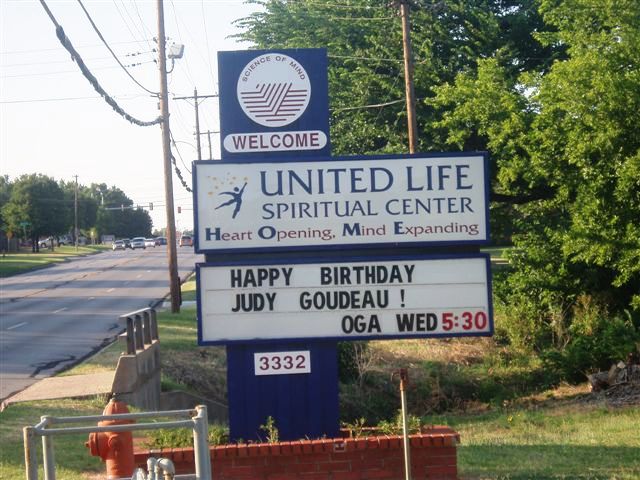 SCIENCE OF MIND
WELCOME
UNITED LIFE
SPIRITUAL CENTER
Heart Opening, Mind Expanding
HAPPY BIRTHDAY
JUDY GOUDEAU !
OGA WED 5:30
3332